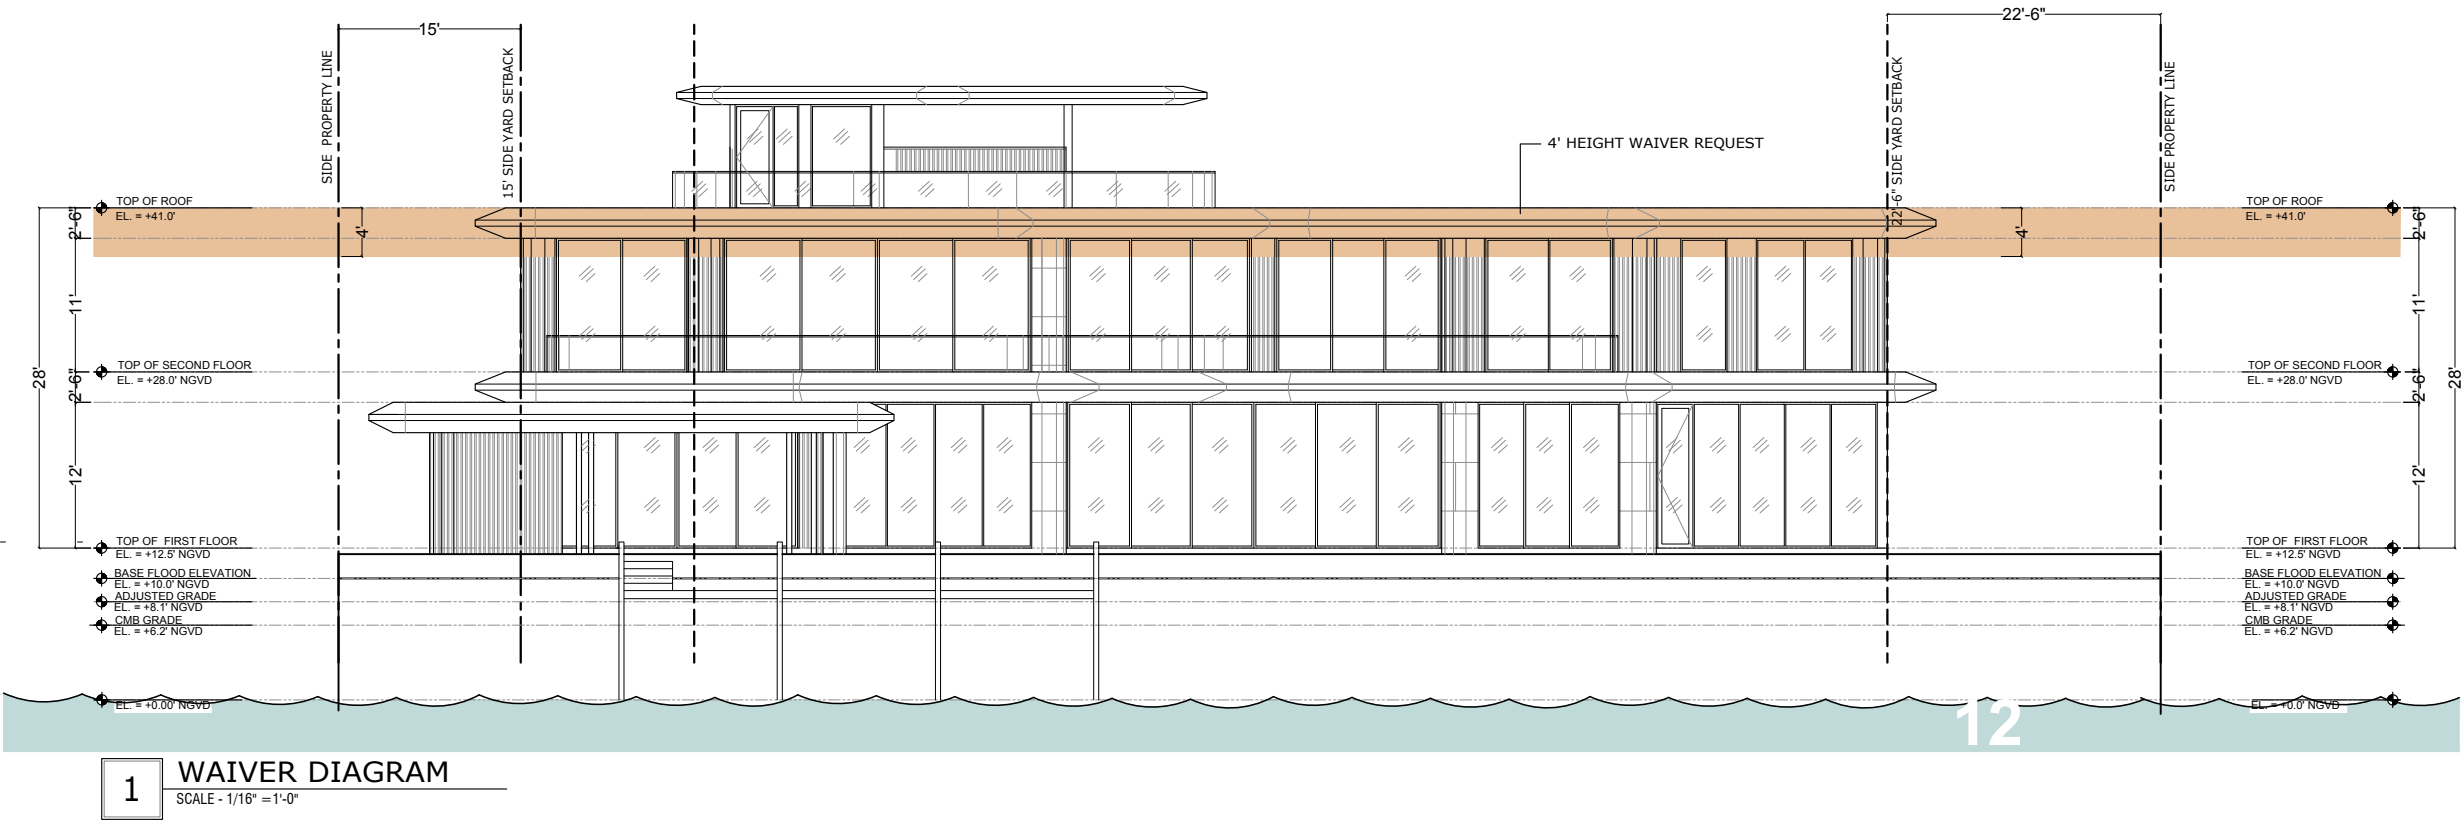 15'
22'-6"
SIDE PROPERTY LINE
15' SIDE YARD SETBACK
22'-6" SIDE YARD SETBACK
SIDE PROPERTY LINE
4' HEIGHT WAIVER REQUEST
TOP OF ROOF
EL. = +41.0'
2'-6"
4'
11'
TOP OF SECOND FLOOR
EL. = +28.0' NGVD
28'
2'-6"
12'
TOP OF FIRST FLOOR
EL. = +12.5' NGVD
BASE FLOOD ELEVATION
EL. = +10.0' NGVD
ADJUSTED GRADE
EL. = +8.1' NGVD
CMB GRADE
EL. = +6.2' NGVD
EL. = +0.00' NGVD
TOP OF ROOF
EL. = +41.0'
4'
2'-6"
11'
TOP OF SECOND FLOOR
EL. = +28.0' NGVD
2'-6"
28'
12'
TOP OF FIRST FLOOR
EL. = +12.5' NGVD
BASE FLOOD ELEVATION
EL. = +10.0' NGVD
ADJUSTED GRADE
EL. = +8.1' NGVD
CMB GRADE
EL. = +6.2' NGVD
EL. = +0.0' NGVD
12
1
WAIVER DIAGRAM
SCALE - 1/16" =1'-0"